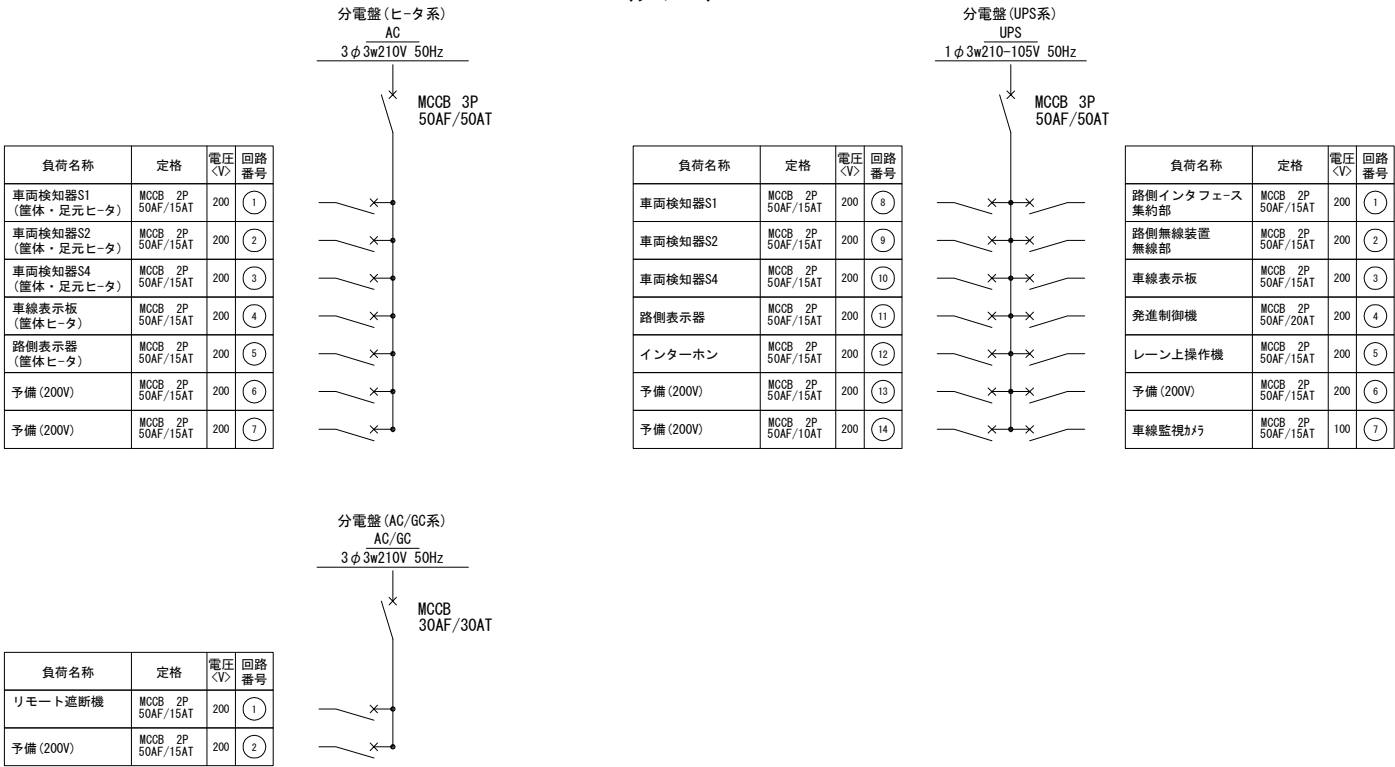 分電盤(ヒータ系)
AC
3φ3w210V 50Hz
MCCB 3P
50AF/50AT
負荷名称 定格 電圧<V> 回路番号
車両検知器S1
(筐体・足元ヒータ) MCCB 2P 50AF/15AT 200 1
車両検知器S2
(筐体・足元ヒータ) MCCB 2P 50AF/15AT 200 2
車両検知器S4
(筐体・足元ヒータ) MCCB 2P 50AF/15AT 200 3
車線表示板
(筐体ヒータ) MCCB 2P 50AF/15AT 200 4
路側表示器
(筐体ヒータ) MCCB 2P 50AF/15AT 200 5
予備(200V) MCCB 2P 50AF/15AT 200 6
予備(200V) MCCB 2P 50AF/15AT 200 7
分電盤(UPS系)
UPS
1φ3w210-105V 50Hz
MCCB 3P
50AF/50AT
負荷名称 定格 電圧<V> 回路番号
車両検知器S1 MCCB 2P 50AF/15AT 200 8
車両検知器S2 MCCB 2P 50AF/15AT 200 9
車両検知器S4 MCCB 2P 50AF/15AT 200 10
路側表示器 MCCB 2P 50AF/15AT 200 11
インターホン MCCB 2P 50AF/15AT 200 12
予備(200V) MCCB 2P 50AF/15AT 200 13
予備(200V) MCCB 2P 50AF/10AT 200 14
負荷名称 定格 電圧<V> 回路番号
路側インタフェース
集約部 MCCB 2P 50AF/15AT 200 1
路側無線装置
無線部 MCCB 2P 50AF/15AT 200 2
車線表示板 MCCB 2P 50AF/15AT 200 3
発進制御機 MCCB 2P 50AF/20AT 200 4
レーン上操作機 MCCB 2P 50AF/15AT 200 5
予備(200V) MCCB 2P 50AF/15AT 200 6
車線監視ｶﾒﾗ MCCB 2P 50AF/15AT 100 7
分電盤(AC/GC系)
AC/GC
3φ3w210V 50Hz
MCCB
30AF/30AT
負荷名称 定格 電圧<V> 回路番号
リモート遮断機 MCCB 2P 50AF/15AT 200 1
予備(200V) MCCB 2P 50AF/15AT 200 2